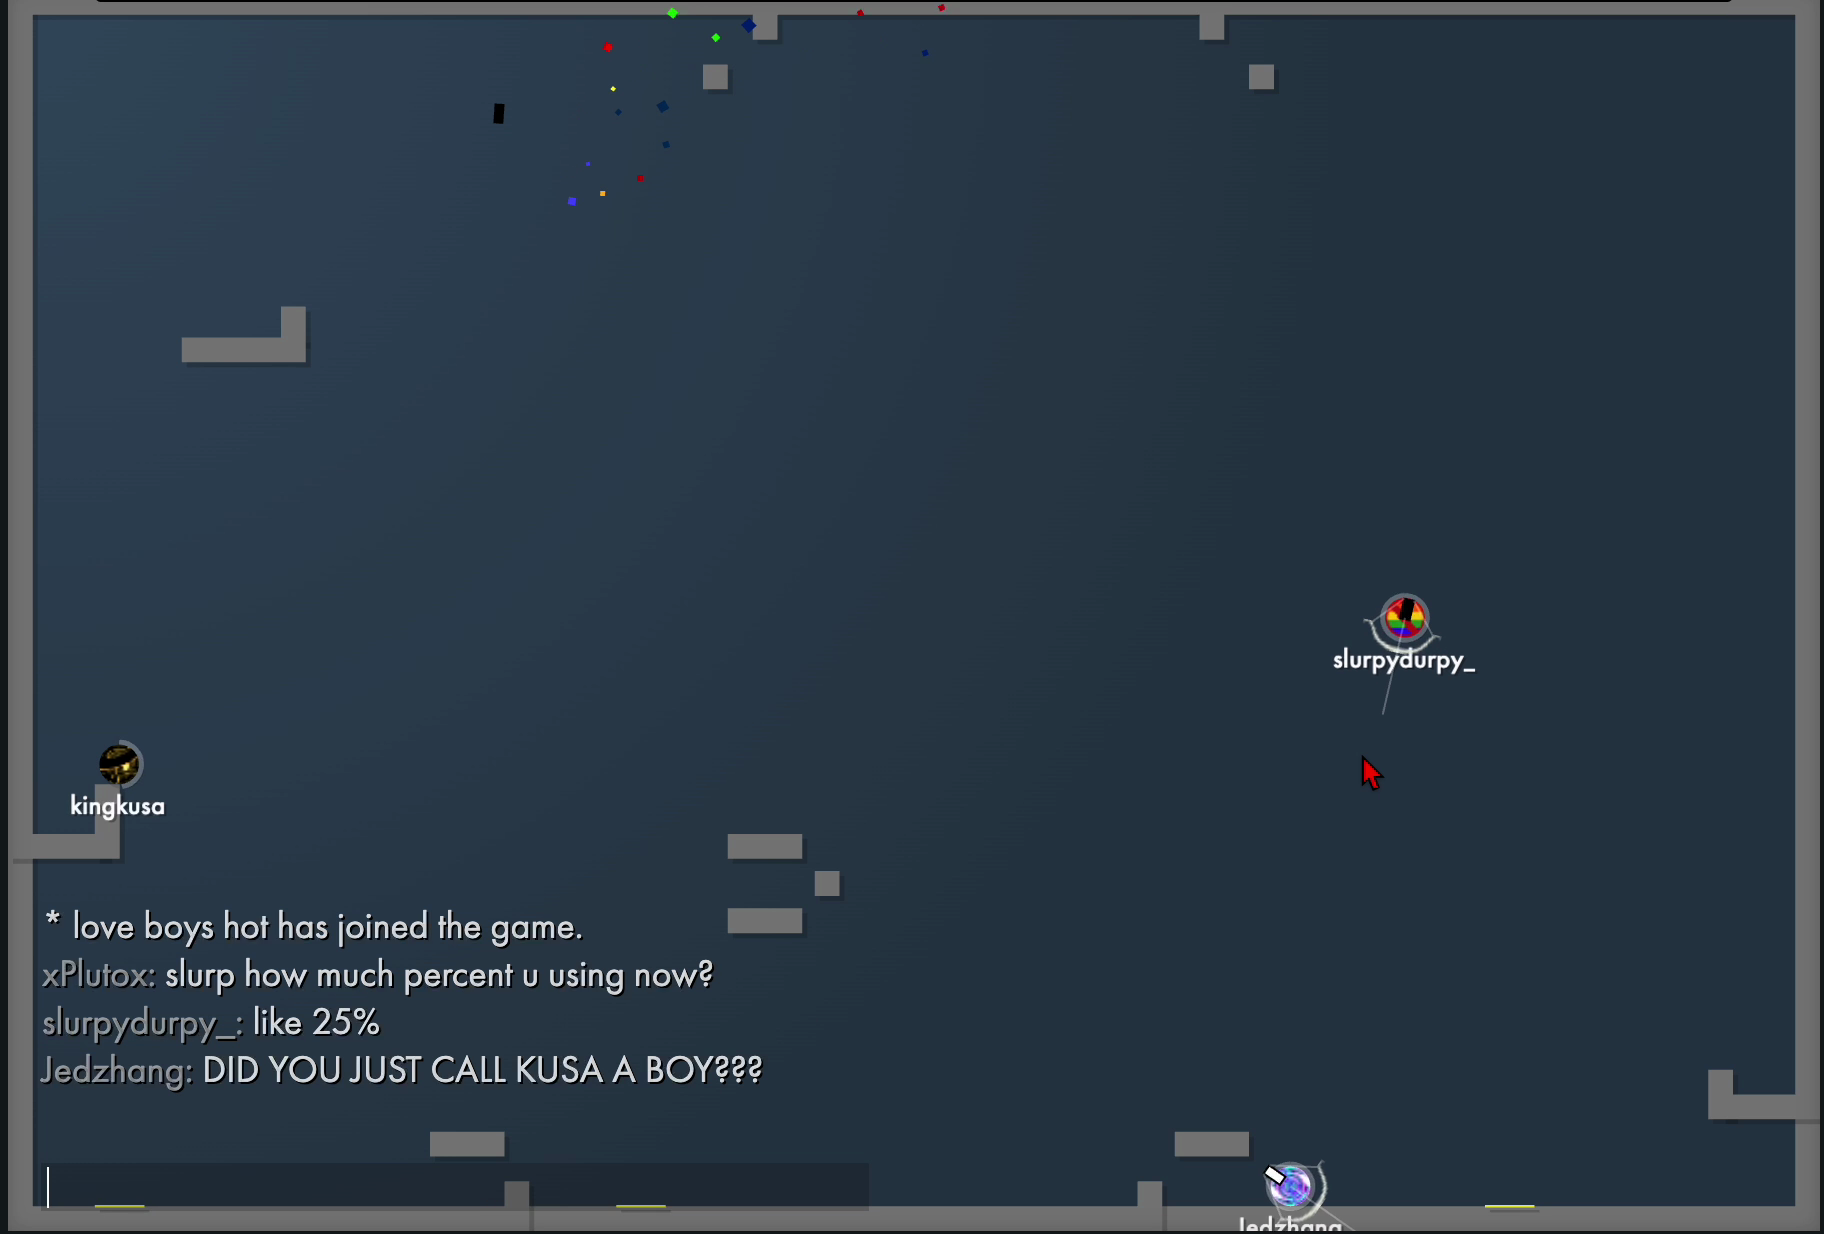 slurpydurpy_
kingkusa
* love boys hot has joined the game.
xPlutox: slurp how much percent u using now?
slurpydurpy_: like 25%
Jedzhang: DID YOU JUST CALL KUSA A BOY???
Jedzhang